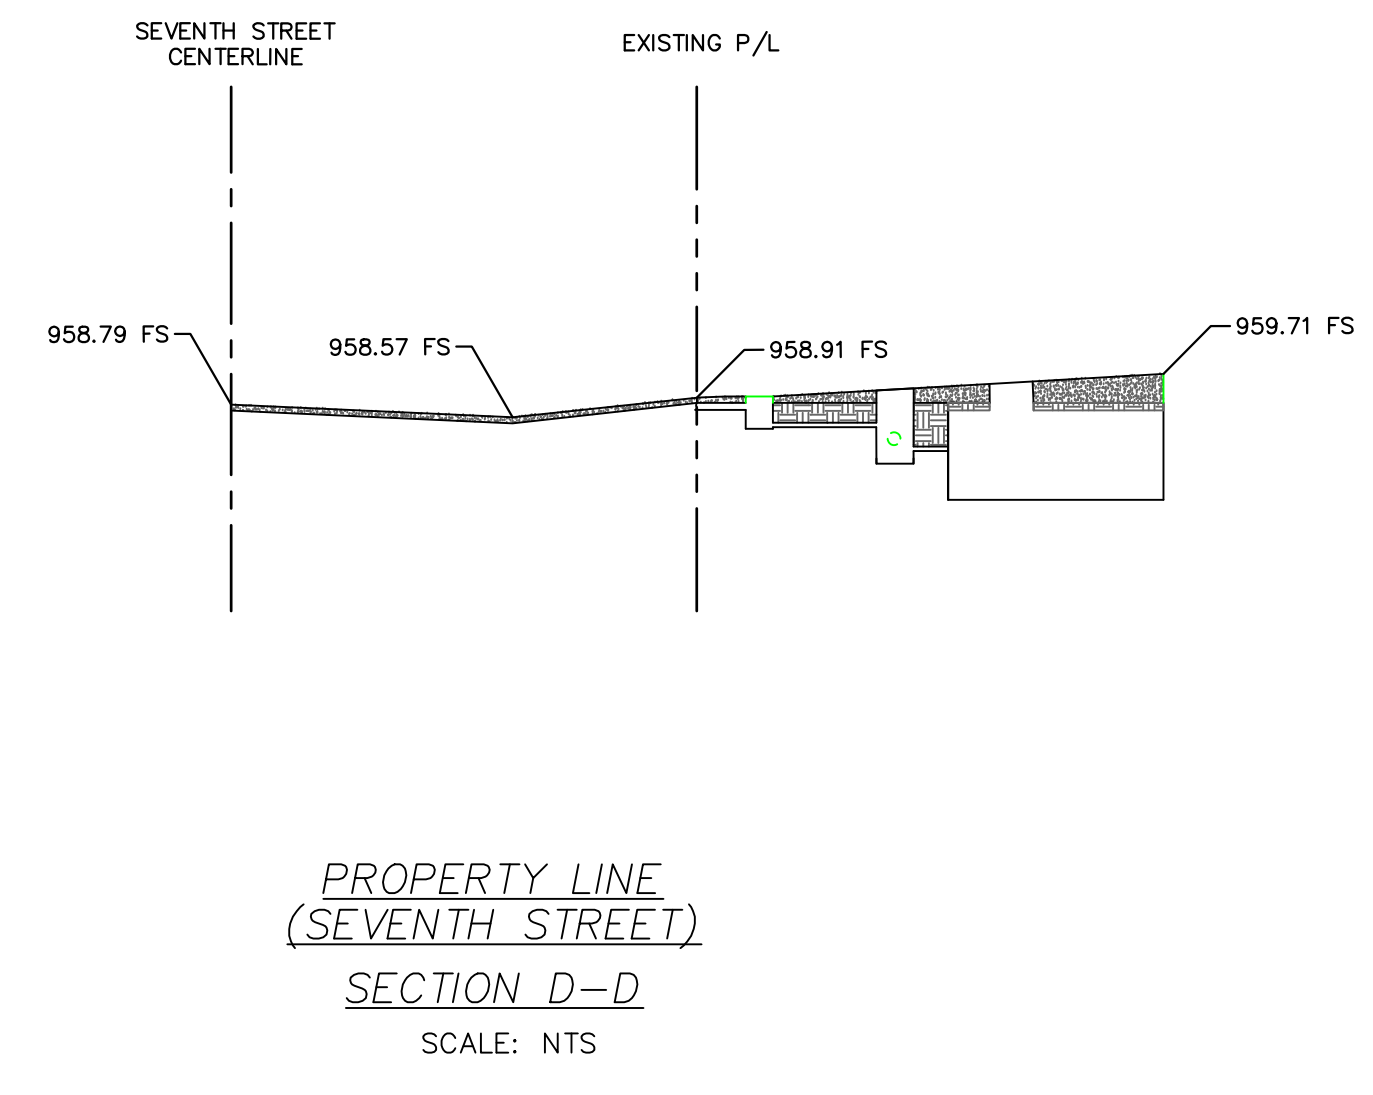 SEVENTH STREET
CENTERLINE
EXISTING P/L
958.79 FS
958.57 FS
958.91 FS
959.71 FS
PROPERTY LINE
(SEVENTH STREET)
SECTION D-D
SCALE: NTS